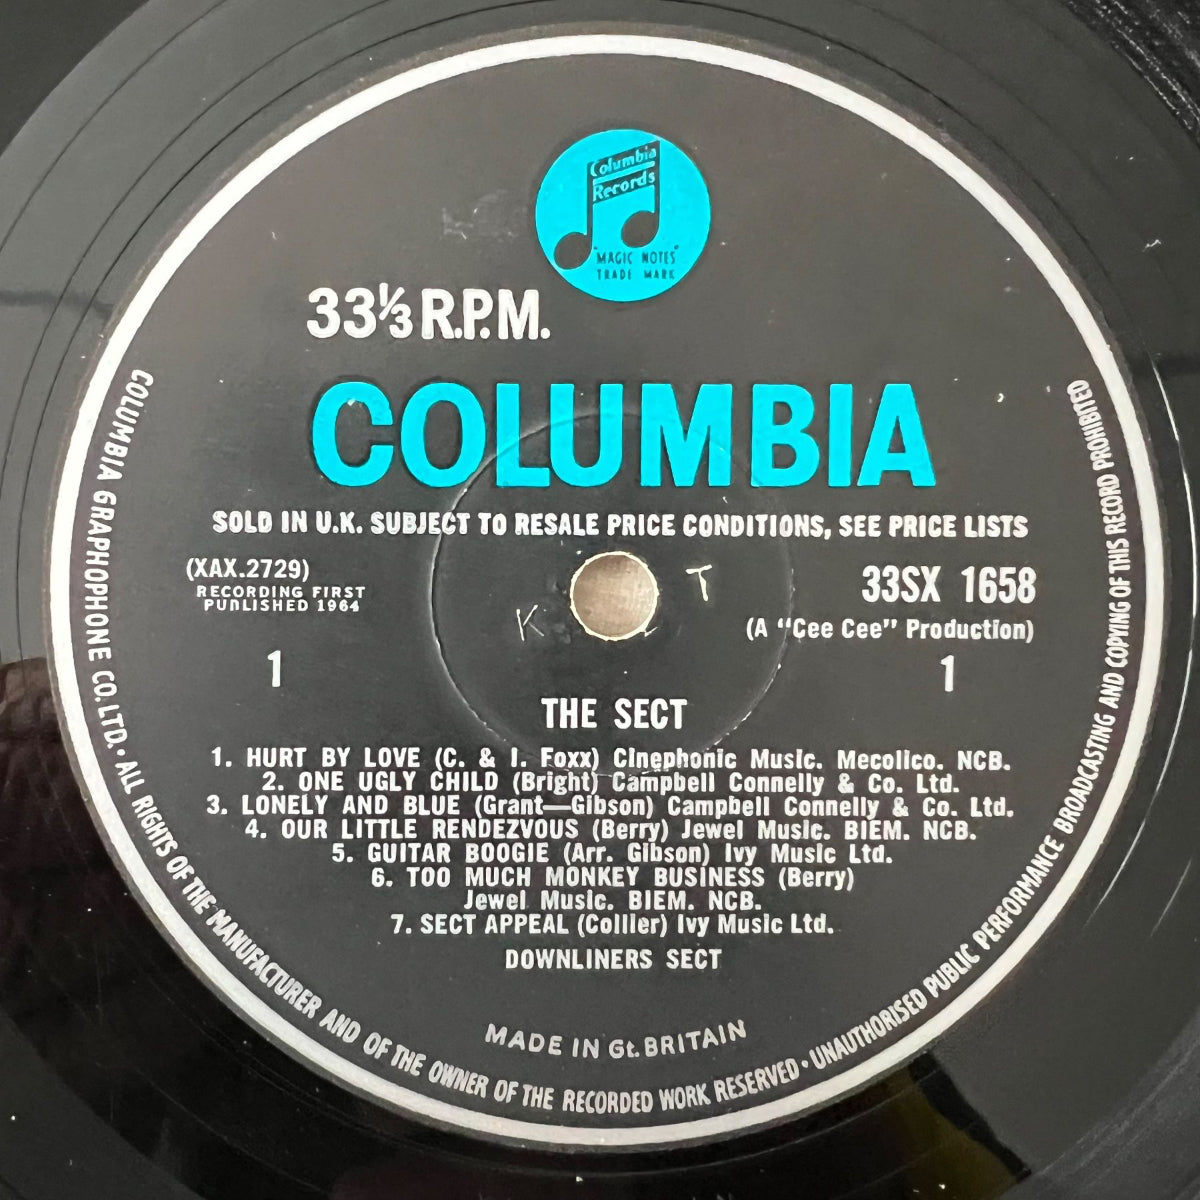 Columbia
Records
"MAGIC NOTES"
TRADE MARK
33⅓ R.P.M.
COLUMBIA
SOLD IN U.K. SUBJECT TO RESALE PRICE CONDITIONS, SEE PRICE LISTS
(XAX.2729)
RECORDING FIRST
PUBLISHED 1964
33SX 1658
(A "Cee Cee" Production)
K T
1
1
THE SECT
1. HURT BY LOVE (C. & I. Foxx) Cinephonic Music. Mecolico. NCB.
2. ONE UGLY CHILD (Bright) Campbell Connelly & Co. Ltd.
3. LONELY AND BLUE (Grant—Gibson) Campbell Connelly & Co. Ltd.
4. OUR LITTLE RENDEZVOUS (Berry) Jewel Music. BIEM. NCB.
5. GUITAR BOOGIE (Arr. Gibson) Ivy Music Ltd.
6. TOO MUCH MONKEY BUSINESS (Berry)
Jewel Music. BIEM. NCB.
7. SECT APPEAL (Collier) Ivy Music Ltd.
DOWNLINERS SECT
MADE IN Gt. BRITAIN
COLUMBIA GRAPHOPHONE CO. LTD. • ALL RIGHTS OF THE MANUFACTURER AND OF THE OWNER OF THE RECORDED WORK RESERVED • UNAUTHORISED PUBLIC PERFORMANCE BROADCASTING AND COPYING OF THIS RECORD PROHIBITED